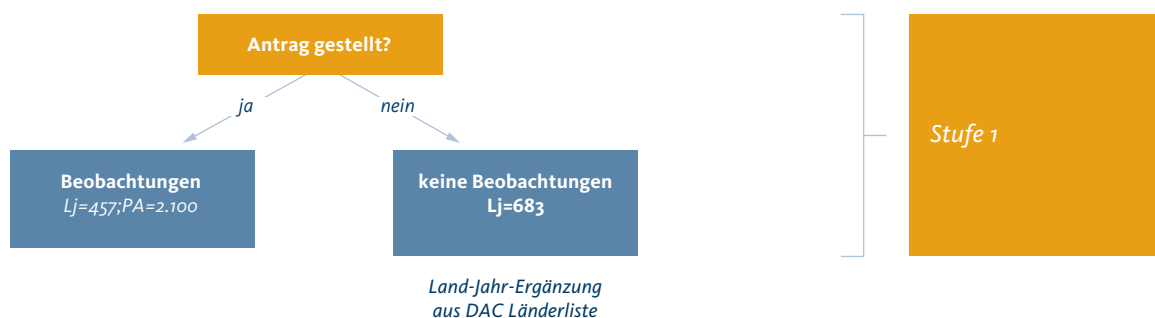 Antrag gestellt?
ja
nein
Beobachtungen
Lj=457;PA=2.100
keine Beobachtungen
Lj=683
Land-Jahr-Ergänzung
aus DAC Länderliste
Stufe 1